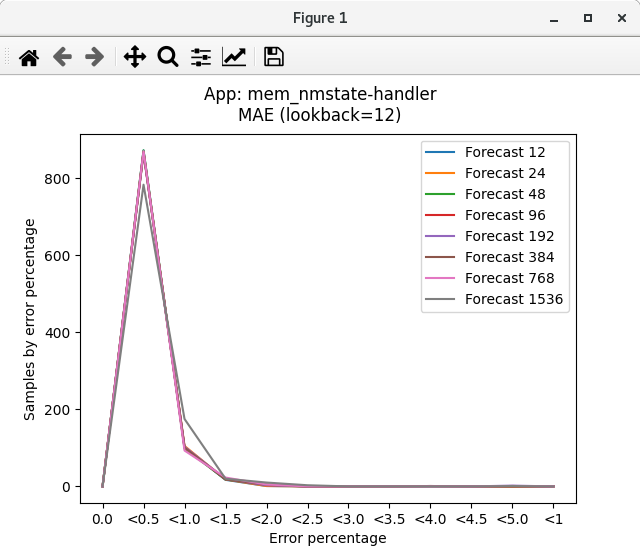 Figure 1
App: mem_nmstate-handler
MAE (lookback=12)
Forecast 12
Forecast 24
Forecast 48
Forecast 96
Forecast 192
Forecast 384
Forecast 768
Forecast 1536
Samples by error percentage
800
600
400
200
0
0.0 <0.5 <1.0 <1.5 <2.0 <2.5 <3.0 <3.5 <4.0 <4.5 <5.0 <1
Error percentage